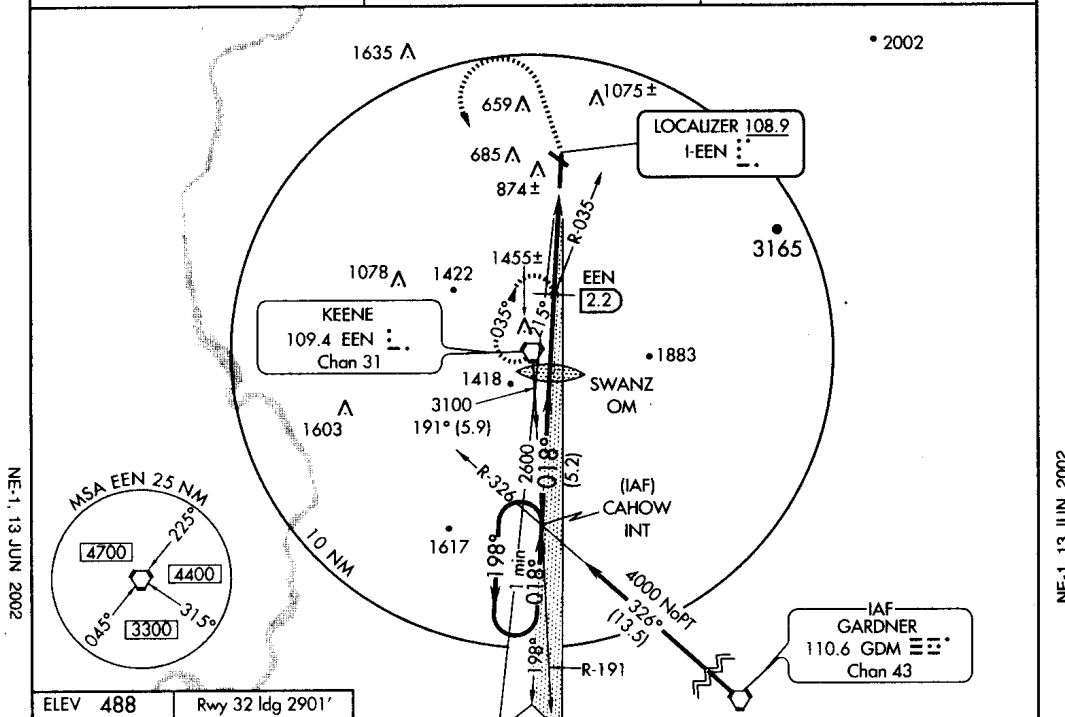 1635
2002
659
1075 ±
LOCALIZER 108.9
I-EEN
685
874 ±
R-035
3165
1455±
EEN
2.2
1078
1422
KEENE
109.4 EEN
Chan 31
035°
215°
1883
1418
SWANZ
OM
3100
191° (5.9)
1603
2600
018°
(5.2)
R-326
(IAF)
CAHOW
INT
NE-1, 13 JUN 2002
NE-1, 13 JUN 2002
MSA EEN 25 NM
225°
4700
4400
045°
315°
3300
10 NM
1617
198°
1 min
018°
4000 NoPT
326°
(13.5)
IAF
GARDNER
110.6 GDM
Chan 43
198°
R-191
ELEV 488
Rwy 32 ldg 2901'